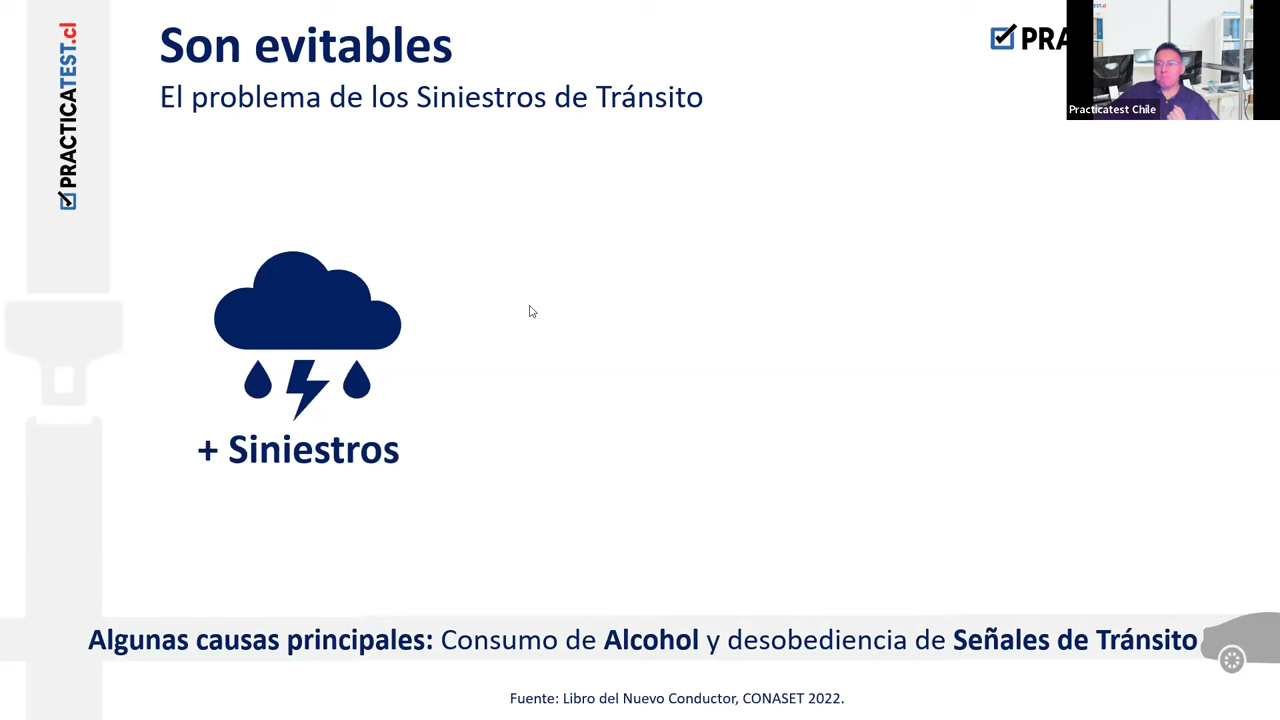 PRACTICATEST.cl
Son evitables
El problema de los Siniestros de Tránsito
PRA
Practicatest Chile
+ Siniestros
Algunas causas principales: Consumo de Alcohol y desobediencia de Señales de Tránsito
Fuente: Libro del Nuevo Conductor, CONASET 2022.